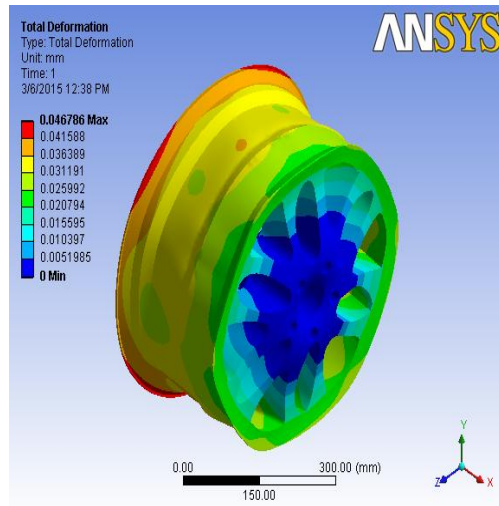 Total Deformation
Type: Total Deformation
Unit: mm
Time: 1
3/6/2015 12:38 PM
ANSYS
0.046786 Max
0.041588
0.036389
0.031191
0.025992
0.020794
0.015595
0.010397
0.0051985
0 Min
0.00 300.00 (mm)
150.00
Y
Z
X